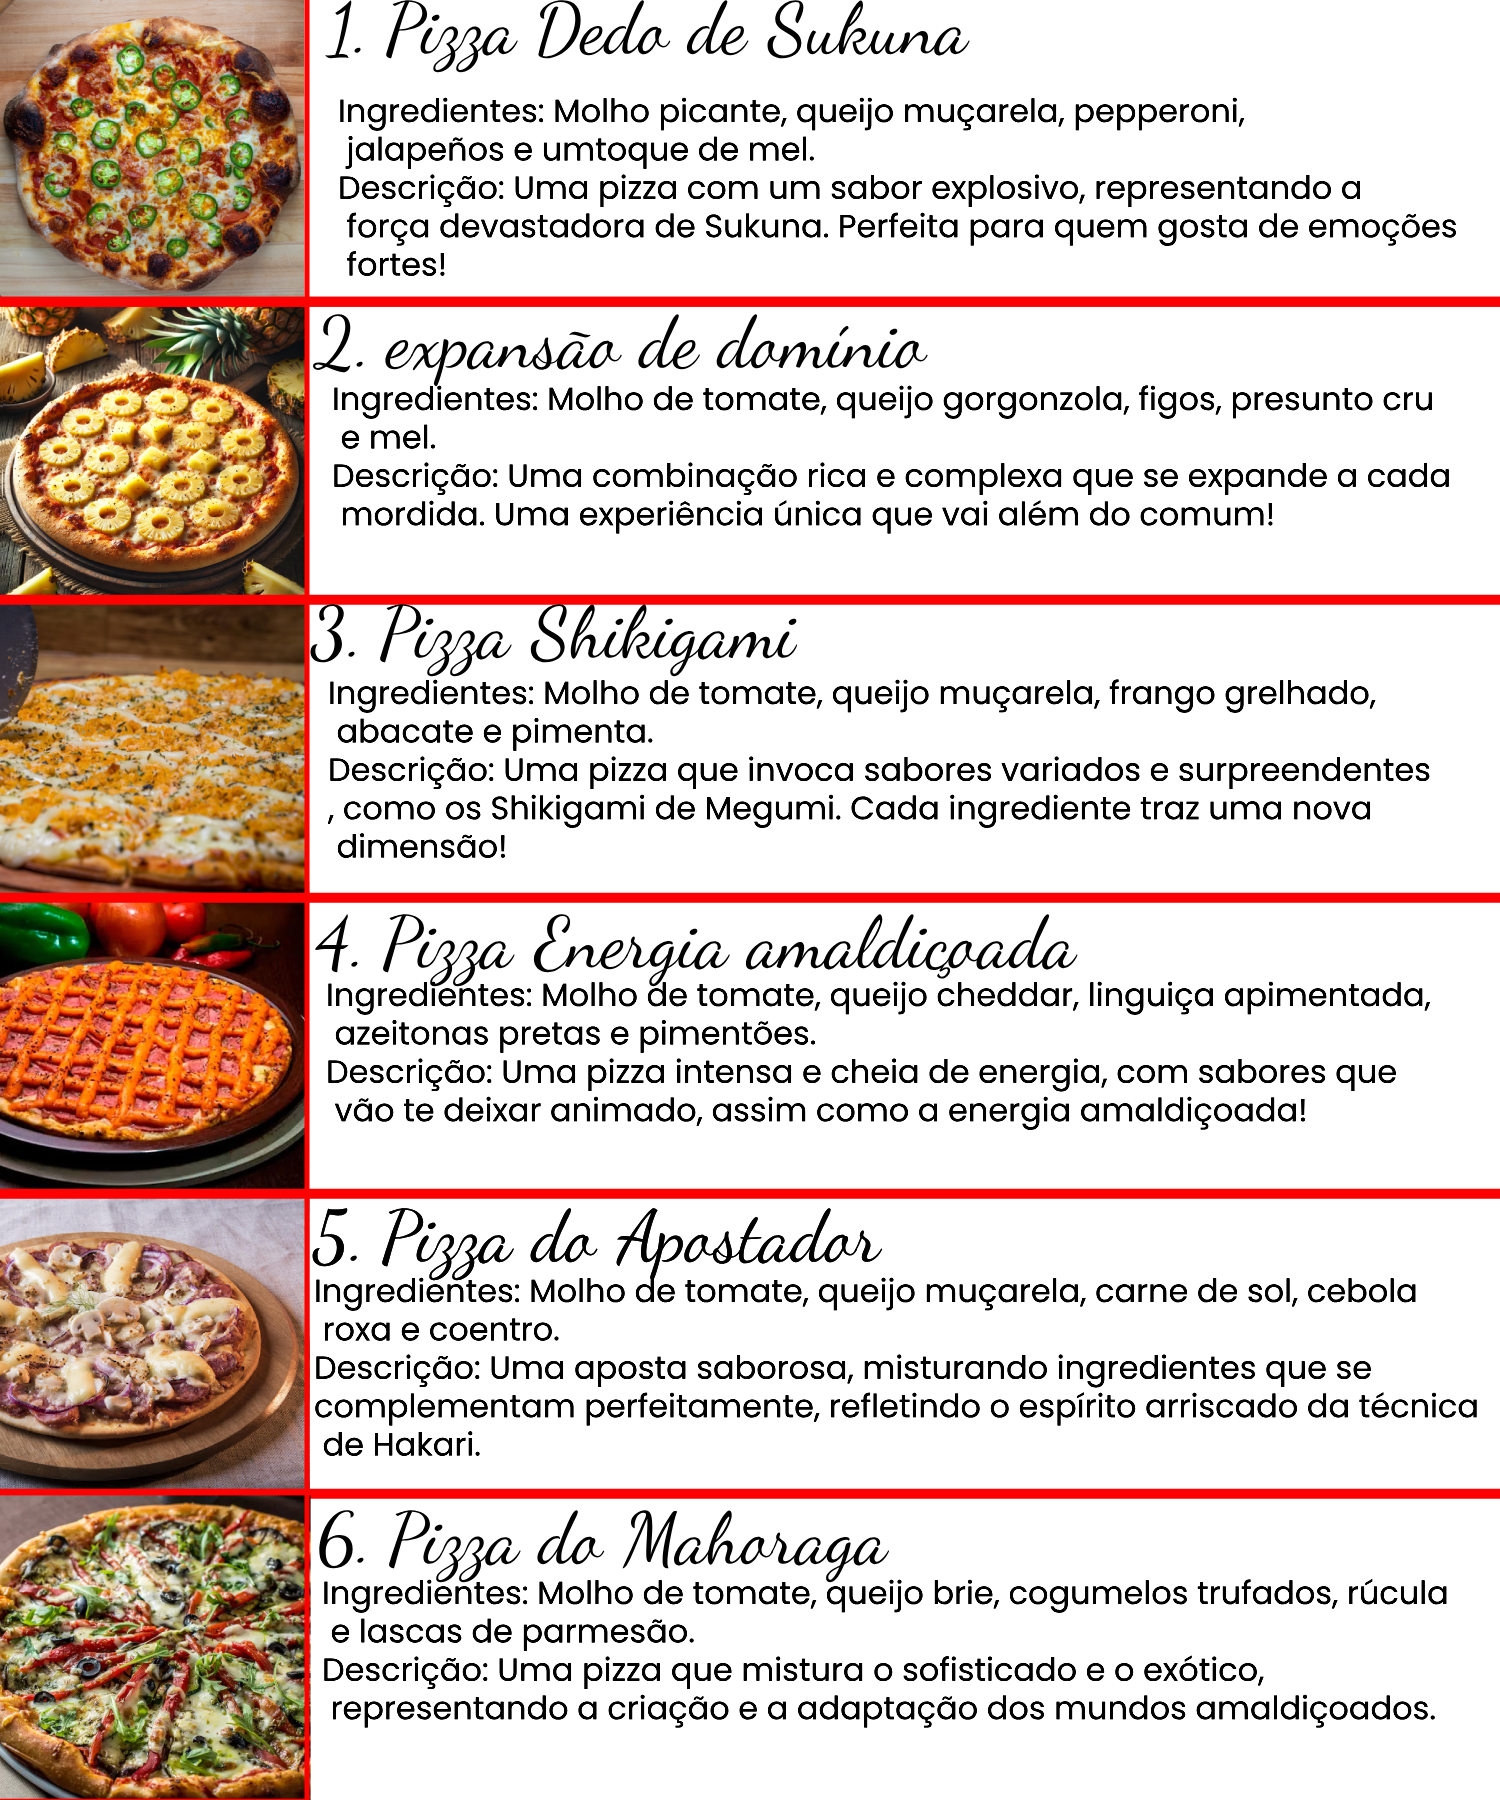 1. Pizza Dedo de Sukuna
Ingredientes: Molho picante, queijo muçarela, pepperoni,
jalapeños e umtoque de mel.
Descrição: Uma pizza com um sabor explosivo, representando a
força devastadora de Sukuna. Perfeita para quem gosta de emoções
fortes!
2. expansão de domínio
Ingredientes: Molho de tomate, queijo gorgonzola, figos, presunto cru
e mel.
Descrição: Uma combinação rica e complexa que se expande a cada
mordida. Uma experiência única que vai além do comum!
3. Pizza Shikigami
Ingredientes: Molho de tomate, queijo muçarela, frango grelhado,
abacate e pimenta.
Descrição: Uma pizza que invoca sabores variados e surpreendentes
, como os Shikigami de Megumi. Cada ingrediente traz uma nova
dimensão!
4. Pizza Energia amaldiçoada
Ingredientes: Molho de tomate, queijo cheddar, linguiça apimentada,
azeitonas pretas e pimentões.
Descrição: Uma pizza intensa e cheia de energia, com sabores que
vão te deixar animado, assim como a energia amaldiçoada!
5. Pizza do Apostador
Ingredientes: Molho de tomate, queijo muçarela, carne de sol, cebola
roxa e coentro.
Descrição: Uma aposta saborosa, misturando ingredientes que se
complementam perfeitamente, refletindo o espírito arriscado da técnica
de Hakari.
6. Pizza do Mahoraga
Ingredientes: Molho de tomate, queijo brie, cogumelos trufados, rúcula
e lascas de parmesão.
Descrição: Uma pizza que mistura o sofisticado e o exótico,
representando a criação e a adaptação dos mundos amaldiçoados.